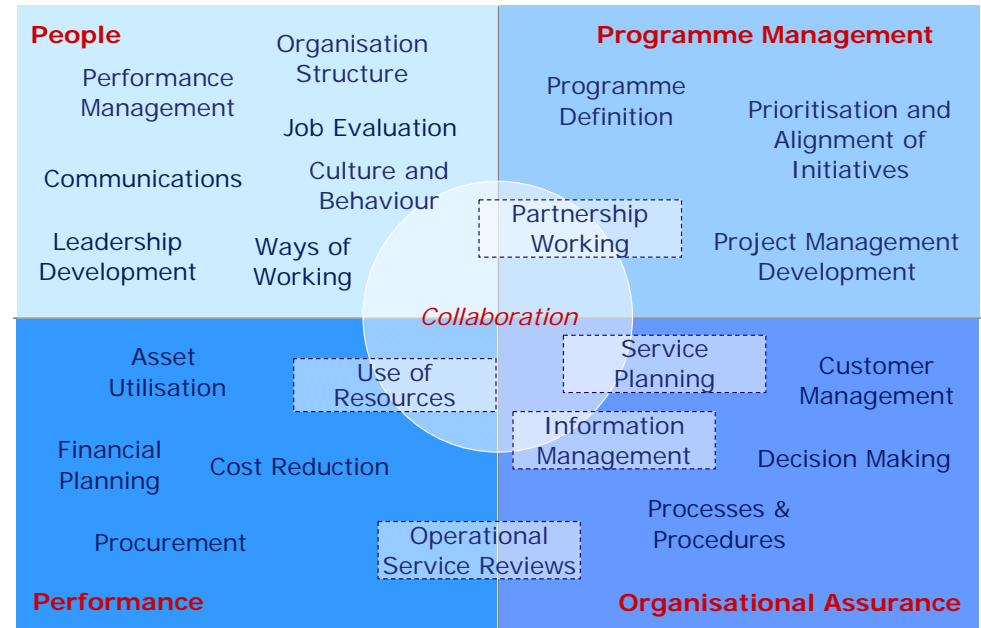 People
Organisation
Structure
Performance
Management
Job Evaluation
Communications
Culture and
Behaviour
Leadership
Development
Ways of
Working
Programme Management
Programme
Definition
Prioritisation and
Alignment of
Initiatives
Partnership
Working
Project Management
Development
Collaboration
Asset
Utilisation
Use of
Resources
Financial
Planning
Cost Reduction
Procurement
Operational
Service Reviews
Performance
Service
Planning
Customer
Management
Information
Management
Decision Making
Processes &
Procedures
Organisational Assurance